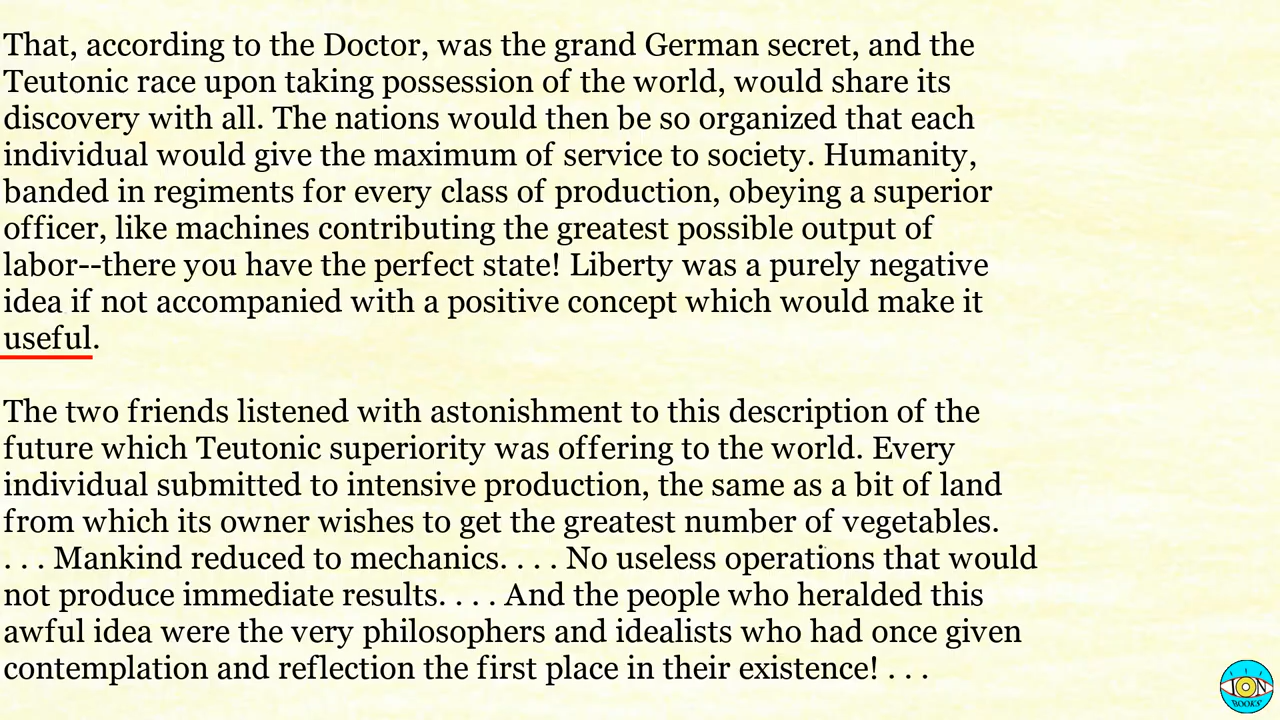 That, according to the Doctor, was the grand German secret, and the
Teutonic race upon taking possession of the world, would share its
discovery with all. The nations would then be so organized that each
individual would give the maximum of service to society. Humanity,
banded in regiments for every class of production, obeying a superior
officer, like machines contributing the greatest possible output of
labor--there you have the perfect state! Liberty was a purely negative
idea if not accompanied with a positive concept which would make it
useful.
The two friends listened with astonishment to this description of the
future which Teutonic superiority was offering to the world. Every
individual submitted to intensive production, the same as a bit of land
from which its owner wishes to get the greatest number of vegetables.
. . . Mankind reduced to mechanics. . . . No useless operations that would
not produce immediate results. . . . And the people who heralded this
awful idea were the very philosophers and idealists who had once given
contemplation and reflection the first place in their existence! . . .
ION
BOOKS